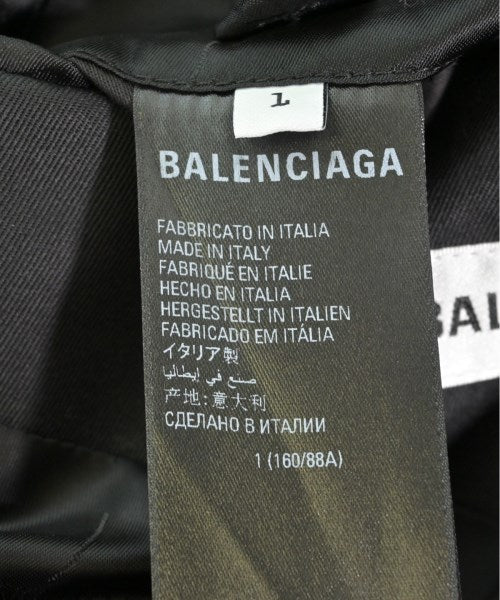 1
BALENCIAGA
FABBRICATO IN ITALIA
MADE IN ITALY
FABRIQUÉ EN ITALIE
HECHO EN ITALIA
HERGESTELLT IN ITALIEN
FABRICADO EM ITÁLIA
イタリア製
صنع في ايطاليا
产地:意大利
СДЕЛАНО В ИТАЛИИ
1 (160/88A)
BAL